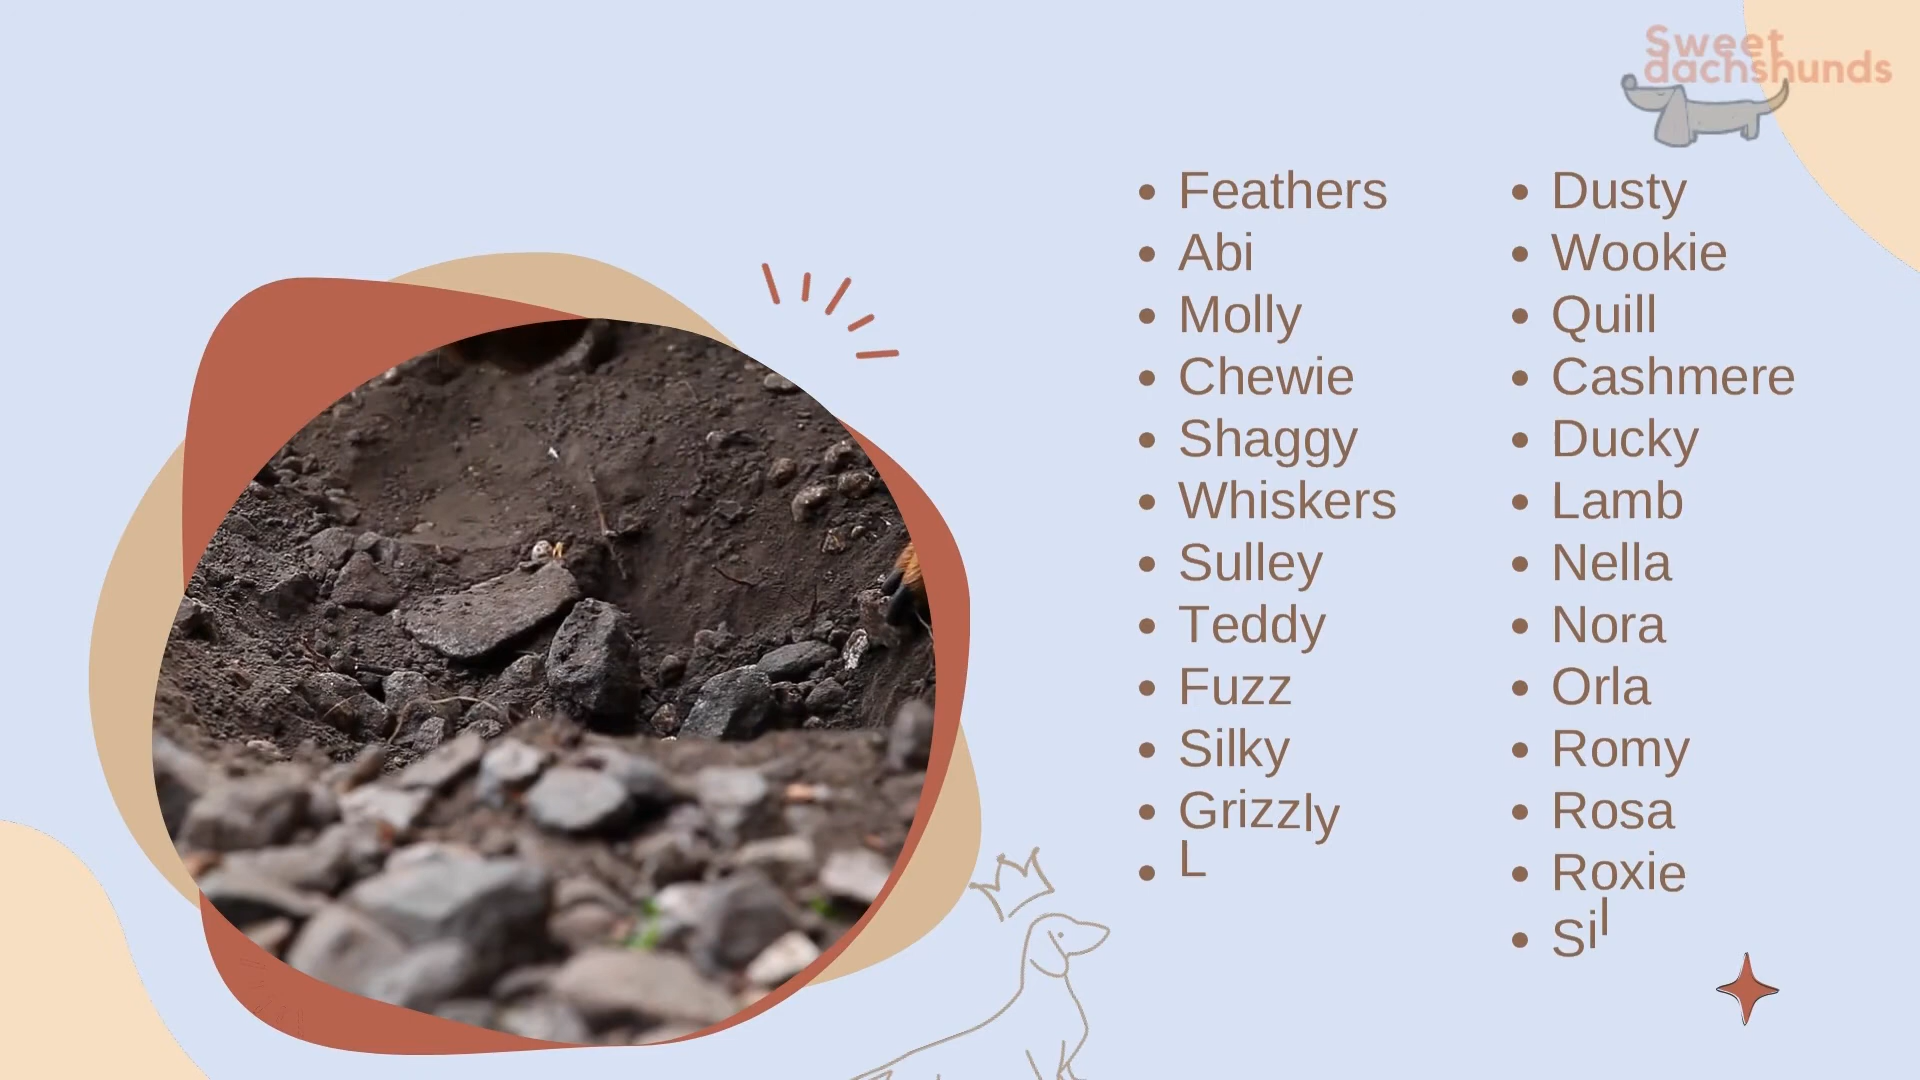 Sweet
dachshunds
• Feathers
• Abi
• Molly
• Chewie
• Shaggy
• Whiskers
• Sulley
• Teddy
• Fuzz
• Silky
• Grizzly
• L
• Dusty
• Wookie
• Quill
• Cashmere
• Ducky
• Lamb
• Nella
• Nora
• Orla
• Romy
• Rosa
• Roxie
• Sil